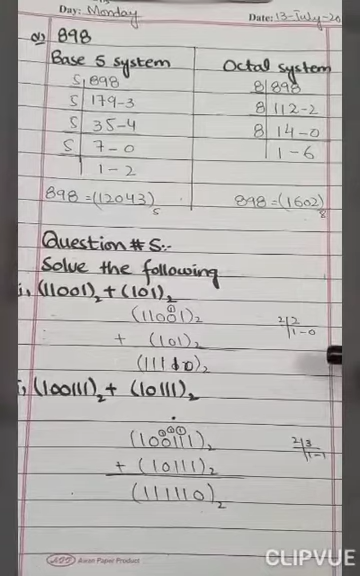 Day: Monday Date: 13-July-20
v) 898
Base 5 system Octal system
5 898 8 898
5 179-3 8 112-2
5 35-4 8 14-0
5 7-0 1-6
1-2
898=(12043)₅ 898=(1602)₈
Question # 5:-
Solve the following
i, (11001)₂+(101)₂
(11001)₂ 2 2
+ (101)₂ 1-0
(11110)₂
i, (100111)₂+(10111)₂
(100111)₂ 2 3
+ (10111)₂ 1-1
(111110)₂
Asian Paper Product
CLIPVUE